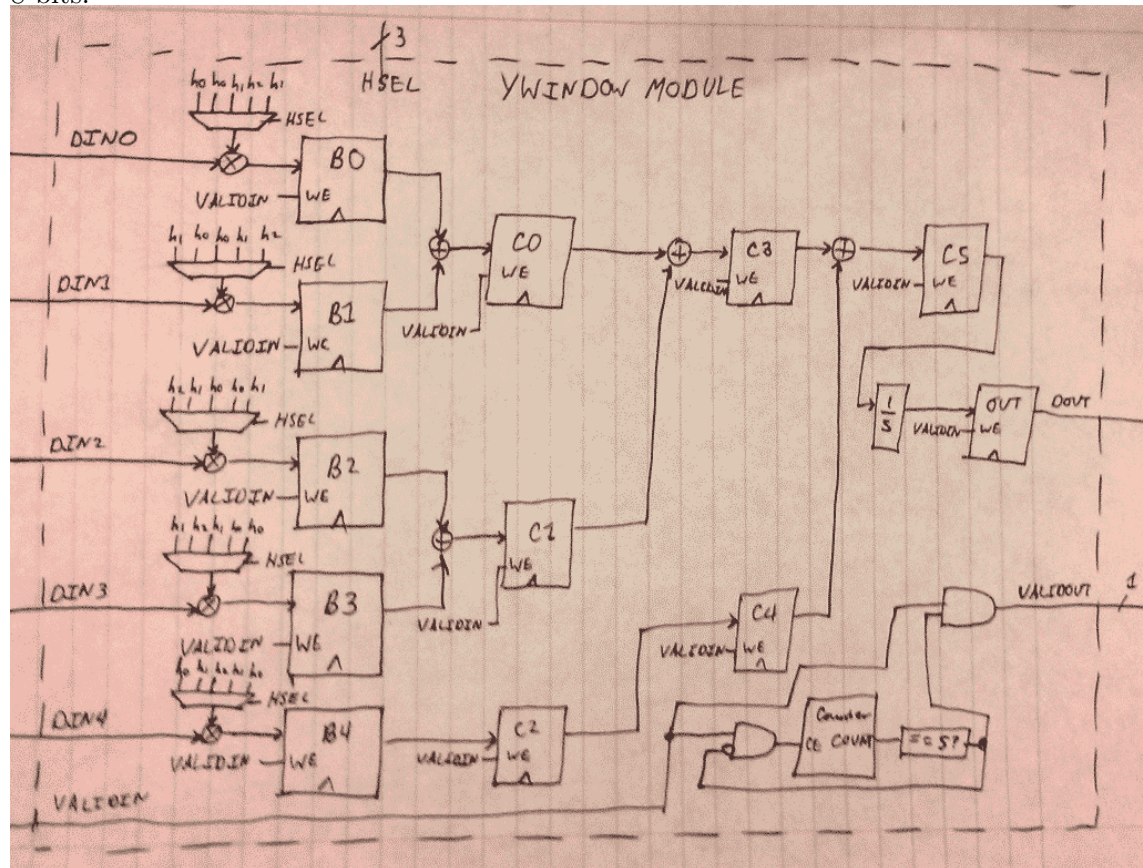 8 bits.
3
HSEL
YWINDOW MODULE
h0 h0 h1 h2 h1
HSEL
DIN0
B0
VALIDIN
WE
h1 h0 h0 h1 h2
HSEL
C0
WE
C3
WE
VALIDIN
C5
WE
VALIDIN
DIN1
B1
VALIDIN
WE
VALIDIN
h2 h1 h0 h0 h1
HSEL
1
5
OUT
WE
VALIDIN
DOUT
DIN2
B2
VALIDIN
WE
C1
WE
VALIDIN
h1 h2 h1 h0 h0
HSEL
DIN3
B3
VALIDIN
WE
C4
WE
VALIDIN
VALIDOUT
1
h0 h1 h2 h1 h0
HSEL
DIN4
B4
VALIDIN
WE
C2
WE
VALIDIN
Counter
CE COUNT
== 5?
VALIDIN